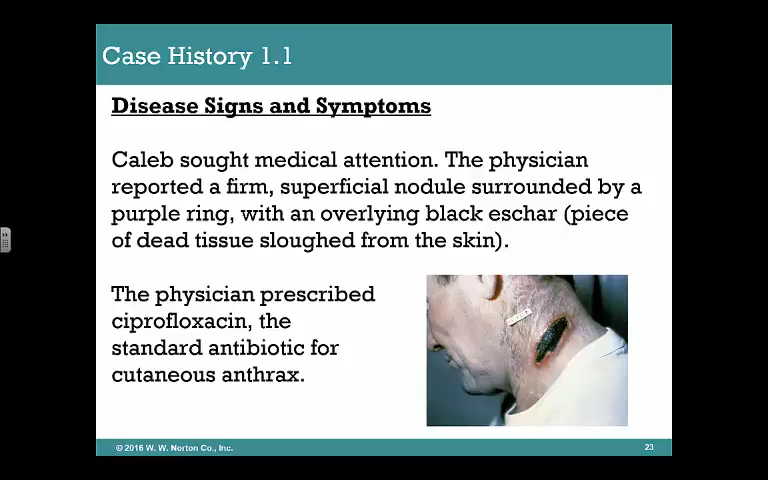 Case History 1.1
Disease Signs and Symptoms
Caleb sought medical attention. The physician
reported a firm, superficial nodule surrounded by a
purple ring, with an overlying black eschar (piece
of dead tissue sloughed from the skin).
The physician prescribed
ciprofloxacin, the
standard antibiotic for
cutaneous anthrax.
© 2016 W. W. Norton Co., Inc.
23